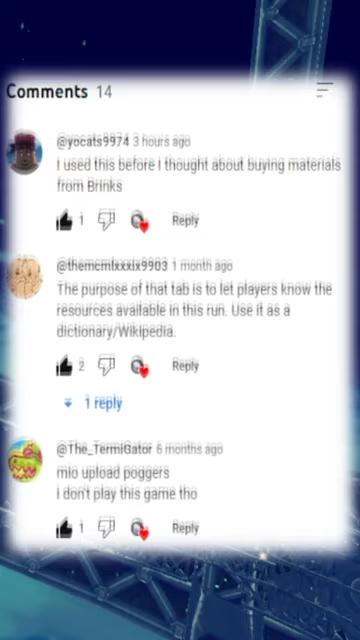 Comments 14
@yocats9974 3 hours ago
I used this before I thought about buying materials
from Brinks
1 Reply
@themcmlxxxix9903 1 month ago
The purpose of that tab is to let players know the
resources available in this run. Use it as a
dictionary/Wikipedia.
2 Reply
1 reply
@The_TermiGator 6 months ago
mio upload poggers
I don't play this game tho
1 Reply